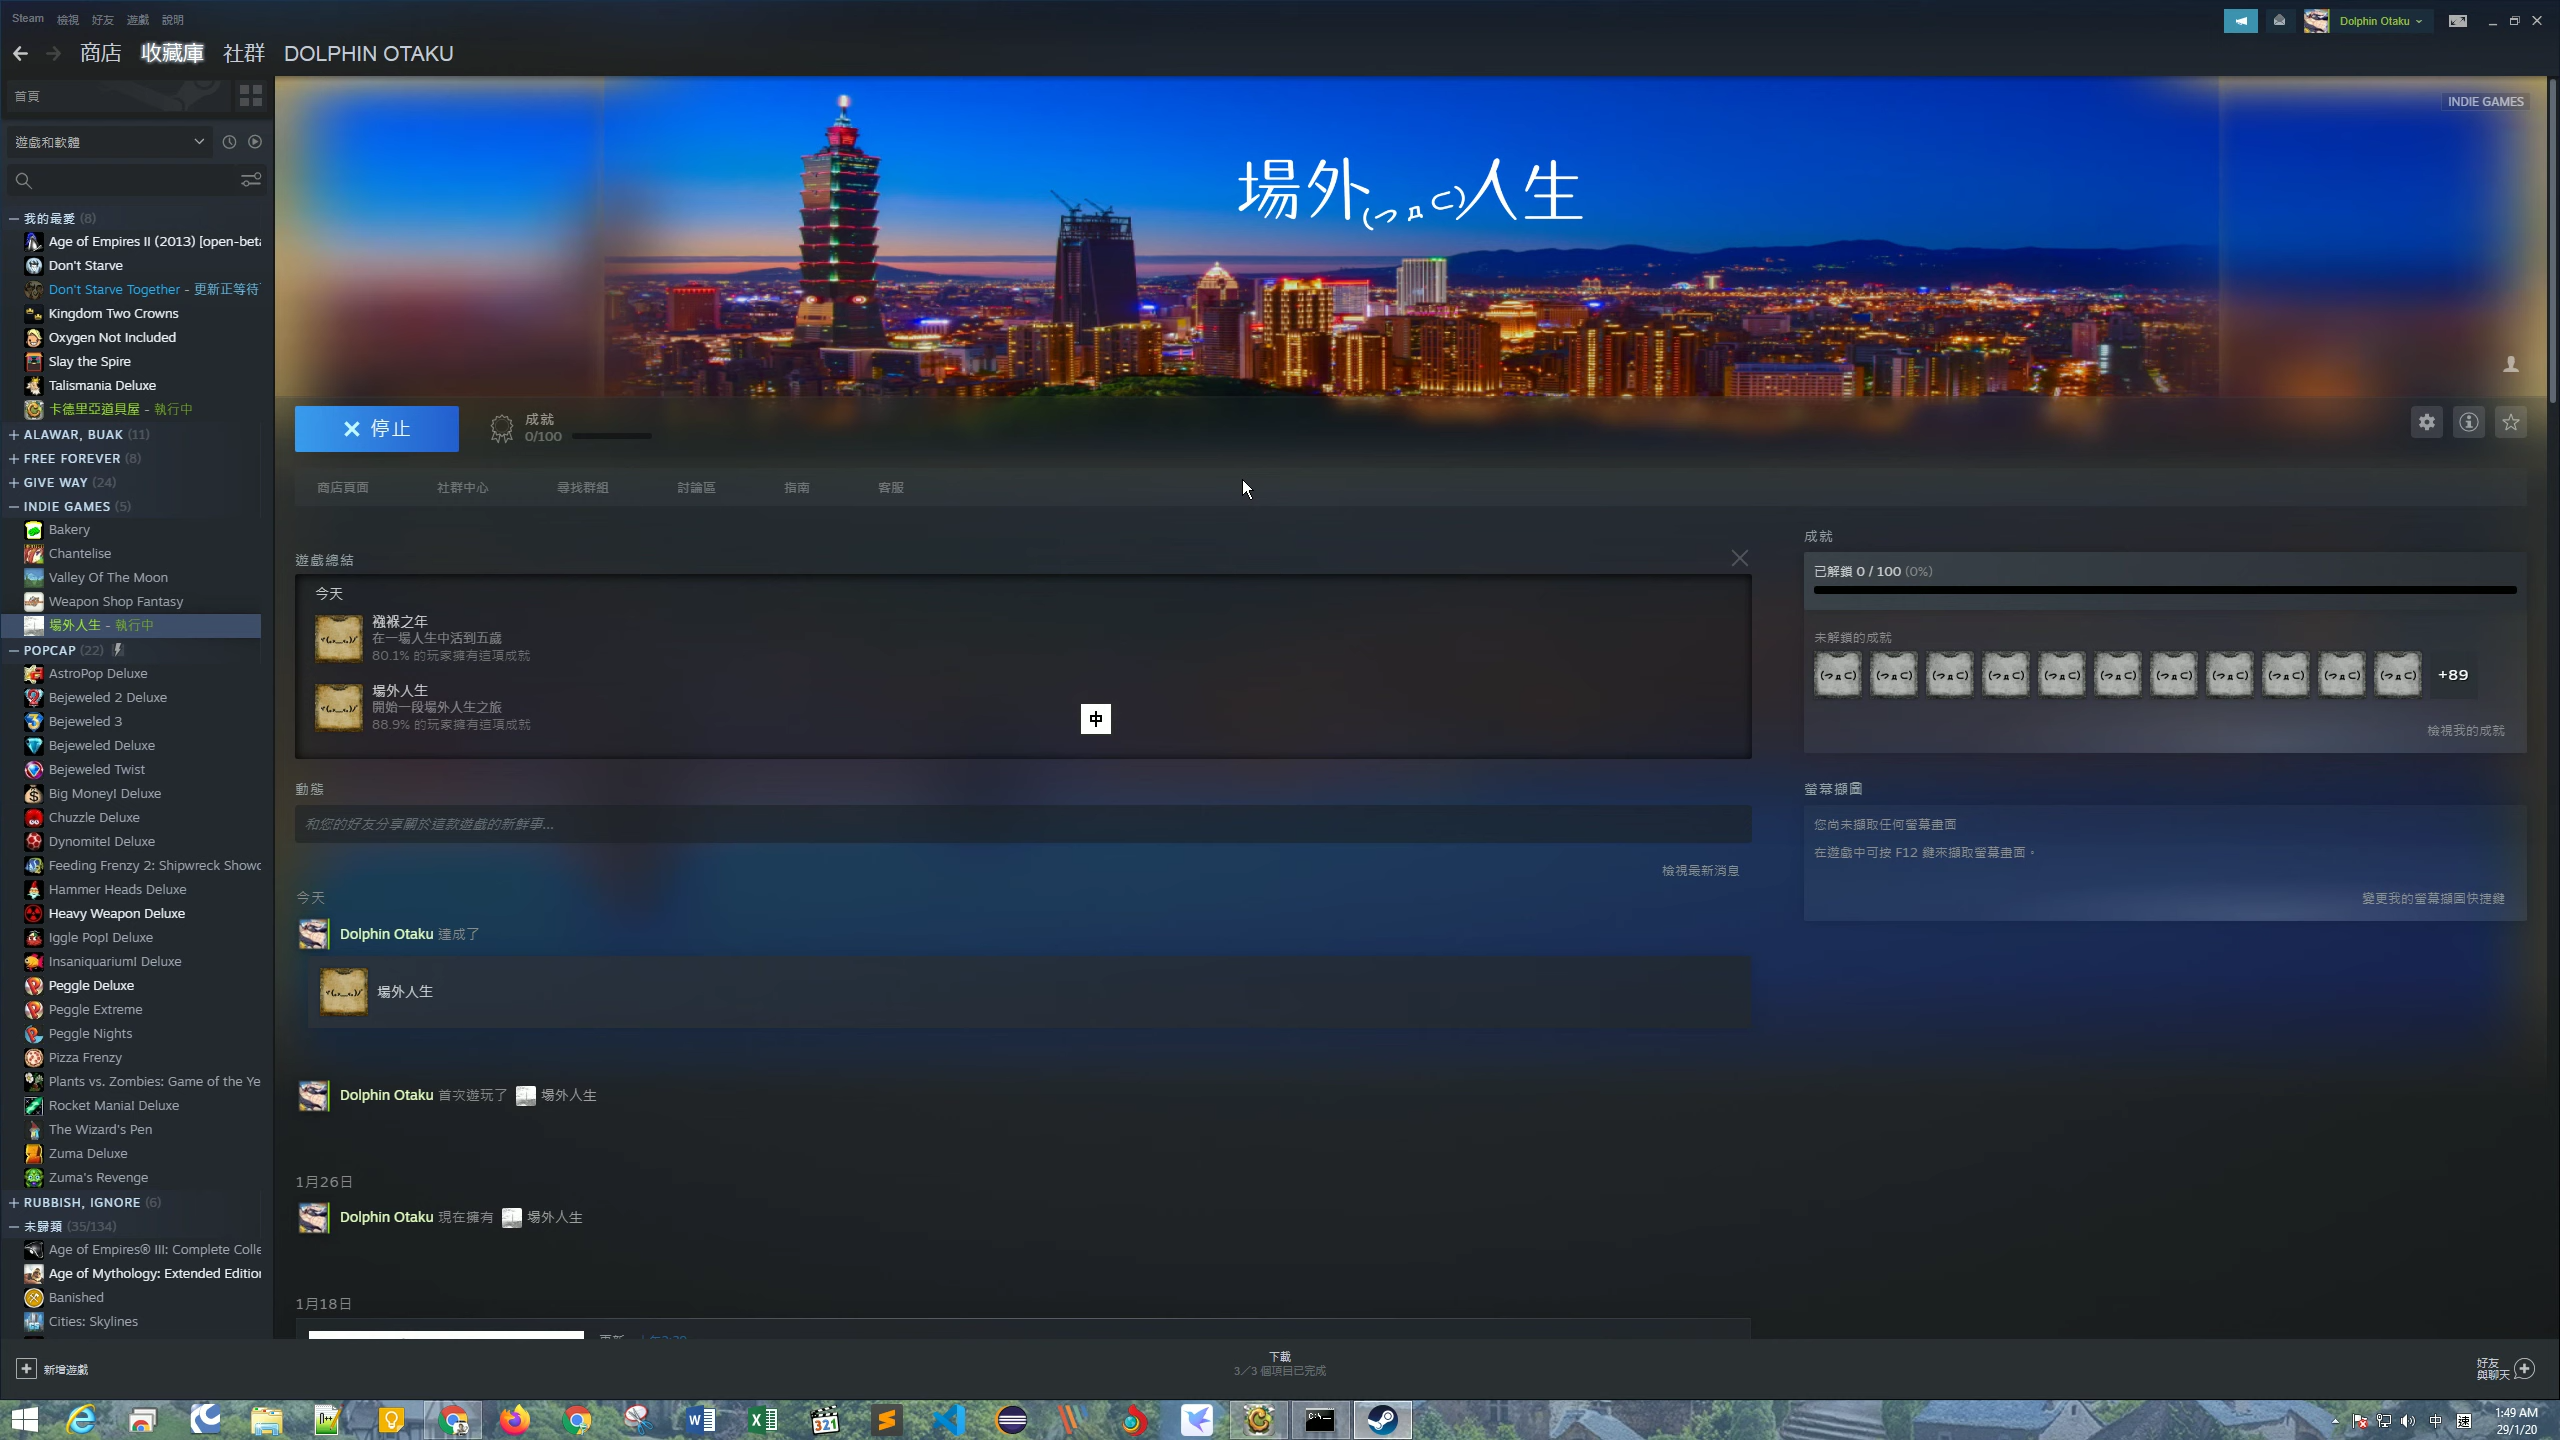 Steam 檢視 好友 遊戲 說明
Dolphin Otaku
商店 收藏庫 社群 DOLPHIN OTAKU
首頁
INDIE GAMES
遊戲和軟體
場外(っдc)人生
我的最愛 (8)
Age of Empires II (2013) [open-beta
Don't Starve
Don't Starve Together - 更新正等待
Kingdom Two Crowns
Oxygen Not Included
Slay the Spire
Talismania Deluxe
卡德里亞道具屋 - 執行中
ALAWAR, BUAK (11)
FREE FOREVER (8)
GIVE WAY (24)
INDIE GAMES (5)
Bakery
Chantelise
Valley Of The Moon
Weapon Shop Fantasy
場外人生 - 執行中
POPCAP (22)
AstroPop Deluxe
Bejeweled 2 Deluxe
Bejeweled 3
Bejeweled Deluxe
Bejeweled Twist
Big Money! Deluxe
Chuzzle Deluxe
Dynomite! Deluxe
Feeding Frenzy 2: Shipwreck Showd
Hammer Heads Deluxe
Heavy Weapon Deluxe
Iggle Pop! Deluxe
Insaniquarium! Deluxe
Peggle Deluxe
Peggle Extreme
Peggle Nights
Pizza Frenzy
Plants vs. Zombies: Game of the Ye
Rocket Mania! Deluxe
The Wizard's Pen
Zuma Deluxe
Zuma's Revenge
RUBBISH, IGNORE (6)
未歸類 (35/134)
Age of Empires® III: Complete Colle
Age of Mythology: Extended Edition
Banished
Cities: Skylines
停止
成就
0/100
商店頁面 社群中心 尋找群組 討論區 指南 客服
遊戲總結
今天
襁褓之年
在一場人生中活到五歲
80.1% 的玩家擁有這項成就
場外人生
開始一段場外人生之旅
88.9% 的玩家擁有這項成就
中
動態
和您的好友分享關於這款遊戲的新鮮事...
檢視最新消息
今天
Dolphin Otaku 達成了
場外人生
Dolphin Otaku 首次遊玩了 場外人生
1月26日
Dolphin Otaku 現在擁有 場外人生
1月18日
成就
已解鎖 0 / 100 (0%)
未解鎖的成就
+89
檢視我的成就
螢幕擷圖
您尚未擷取任何螢幕畫面
在遊戲中可按 F12 鍵來擷取螢幕畫面。
變更我的螢幕擷圖快捷鍵
新增遊戲
下載
3／3 個項目已完成
好友
與聊天
中 速
1:49 AM
29/1/20